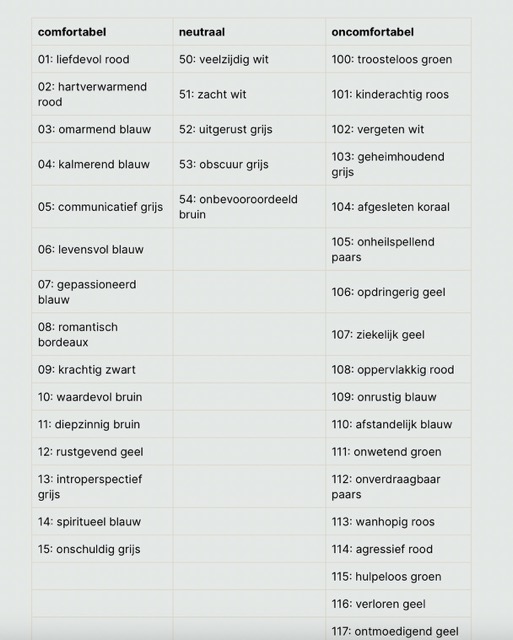 comfortabel neutraal oncomfortabel
01: liefdevol rood 50: veelzijdig wit 100: troosteloos groen
02: hartverwarmend
rood 51: zacht wit 101: kinderachtig roos
03: omarmend blauw 52: uitgerust grijs 102: vergeten wit
04: kalmerend blauw 53: obscuur grijs 103: geheimhoudend
grijs
05: communicatief grijs 54: onbevooroordeeld
bruin 104: afgesleten koraal
06: levensvol blauw 105: onheilspellend
paars
07: gepassioneerd
blauw 106: opdringerig geel
08: romantisch
bordeaux 107: ziekelijk geel
09: krachtig zwart 108: oppervlakkig rood
10: waardevol bruin 109: onrustig blauw
11: diepzinnig bruin 110: afstandelijk blauw
12: rustgevend geel 111: onwetend groen
13: introperspectief
grijs 112: onverdraagbaar
paars
14: spiritueel blauw 113: wanhopig roos
15: onschuldig grijs 114: agressief rood
115: hulpeloos groen
116: verloren geel
117: ontmoedigend geel